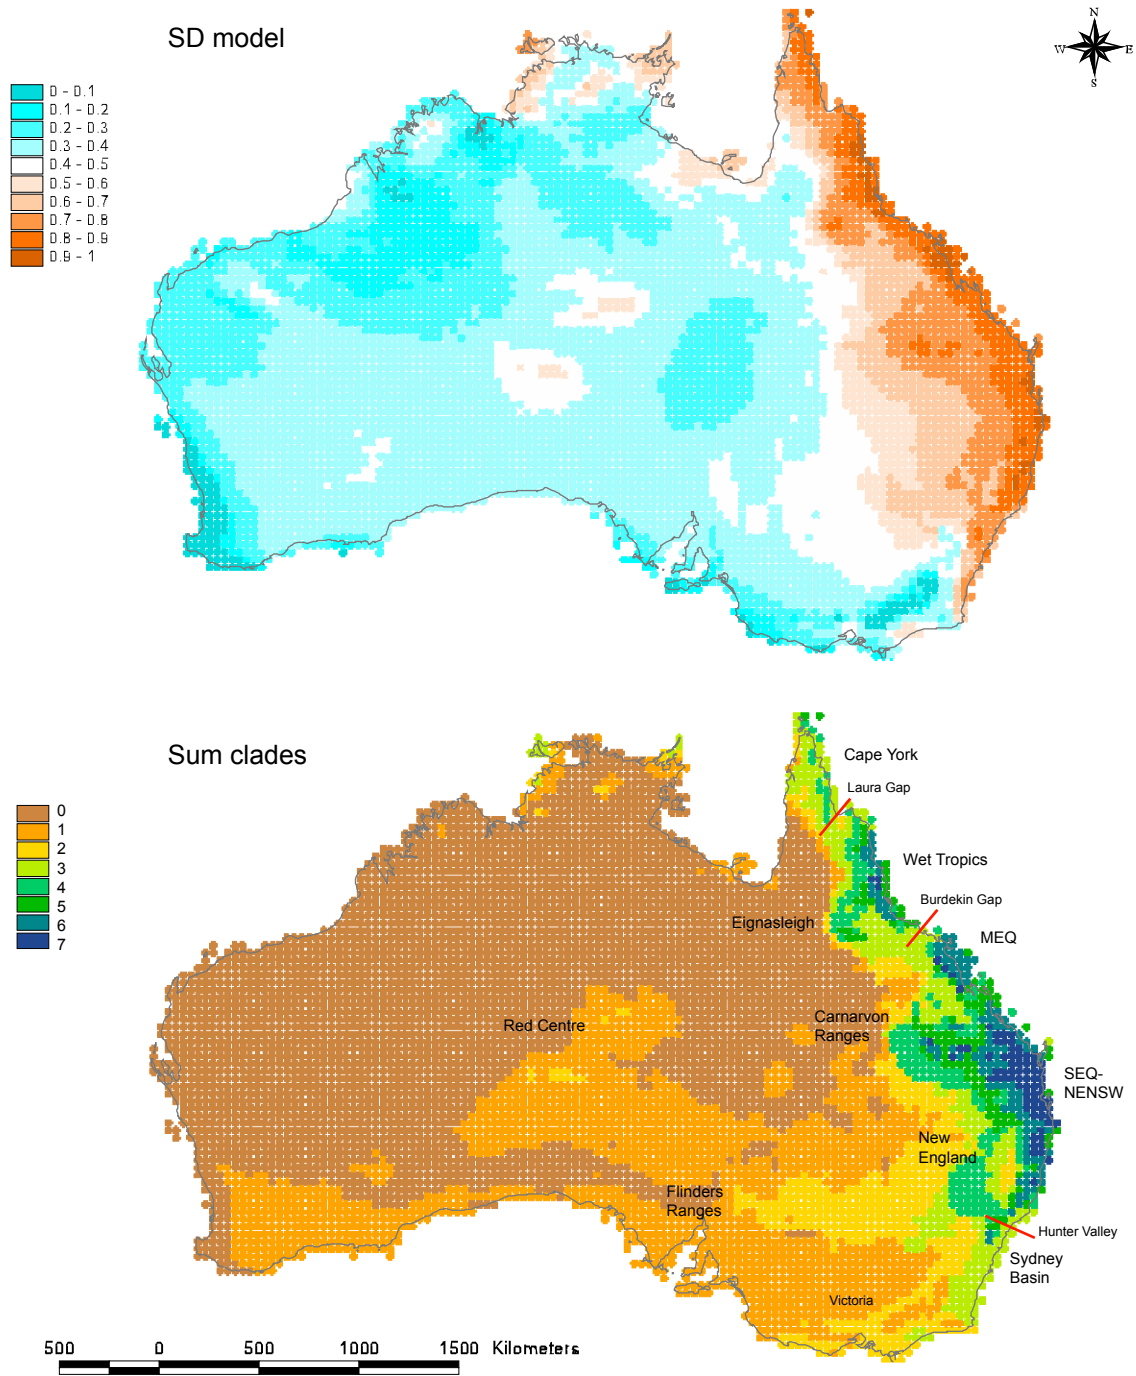 SD model
N
W
E
S
0 - 0.1
0.1 - 0.2
0.2 - 0.3
0.3 - 0.4
0.4 - 0.5
0.5 - 0.6
0.6 - 0.7
0.7 - 0.8
0.8 - 0.9
0.9 - 1
Sum clades
0
1
2
3
4
5
6
7
Cape York
Laura Gap
Wet Tropics
Burdekin Gap
Eignasleigh
MEQ
Red Centre
Carnarvon
Ranges
SEQ-
NENSW
New
England
Flinders
Ranges
Hunter Valley
Sydney
Basin
Victoria
500 0 500 1000 1500 Kilometers